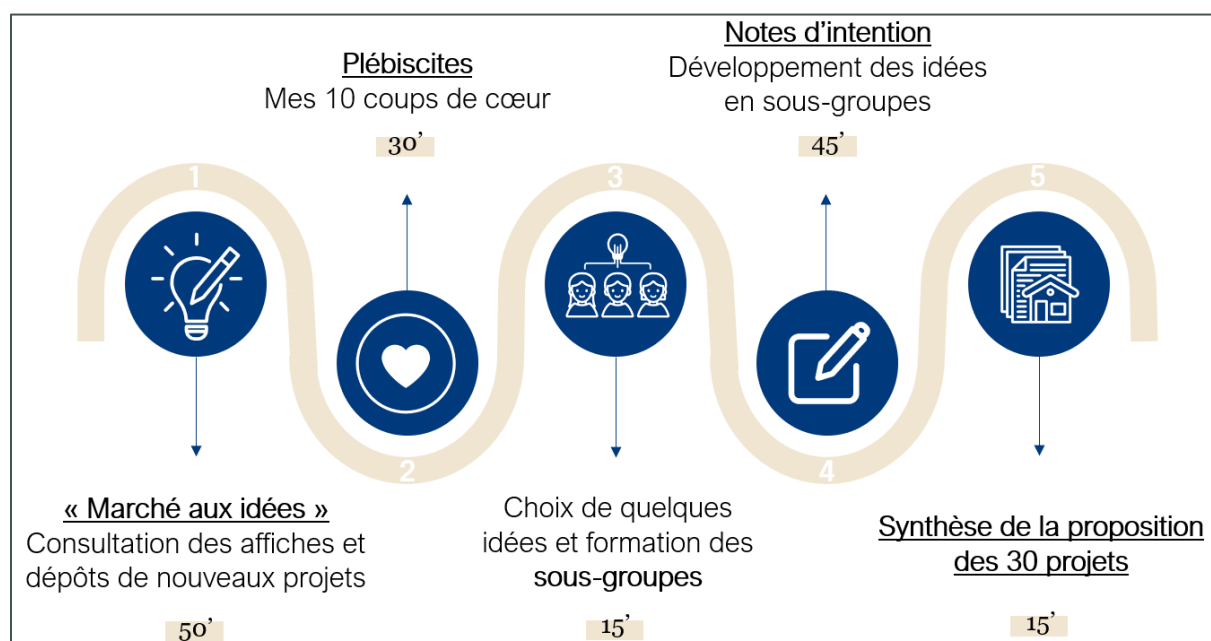 1
« Marché aux idées »
Consultation des affiches et
dépôts de nouveaux projets
50’
Plébiscites
Mes 10 coups de cœur
30’
2
3
Choix de quelques
idées et formation des
sous-groupes
15’
Notes d’intention
Développement des idées
en sous-groupes
45’
4
5
Synthèse de la proposition
des 30 projets
15’